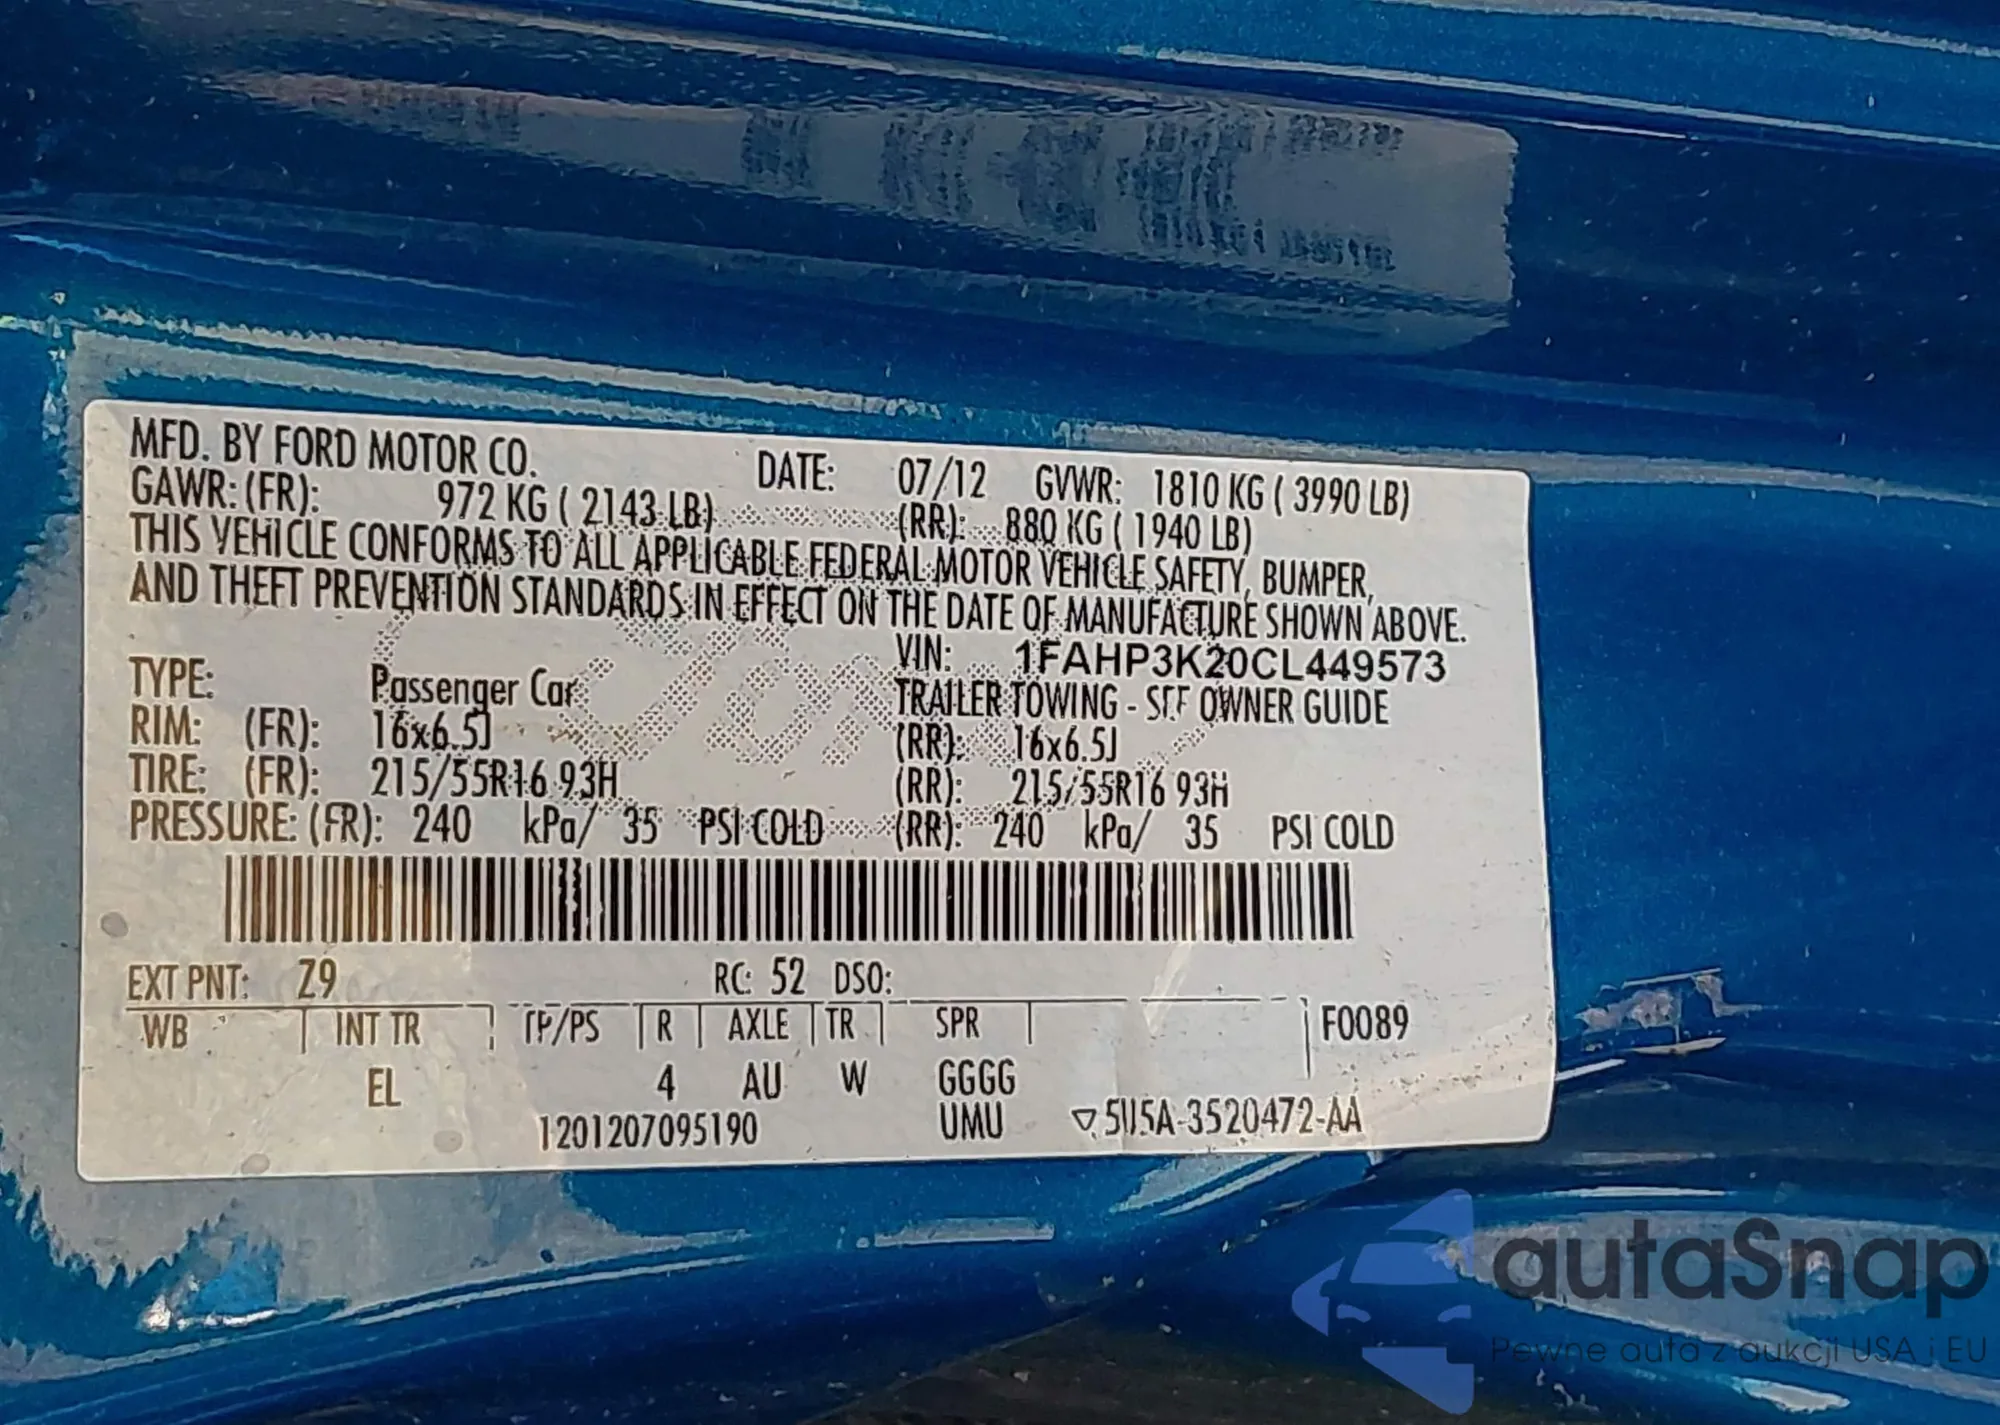 MFD. BY FORD MOTOR CO. DATE: 07/12 GVWR: 1810 KG ( 3990 LB)
GAWR: (FR): 972 KG ( 2143 LB) (RR): 880 KG ( 1940 LB)
THIS VEHICLE CONFORMS TO ALL APPLICABLE FEDERAL MOTOR VEHICLE SAFETY, BUMPER,
AND THEFT PREVENTION STANDARDS IN EFFECT ON THE DATE OF MANUFACTURE SHOWN ABOVE.
VIN: 1FAHP3K20CL449573
TYPE: Passenger Car TRAILER TOWING - SEE OWNER GUIDE
RIM: (FR): 16x6.5J (RR): 16x6.5J
TIRE: (FR): 215/55R16 93H (RR): 215/55R16 93H
PRESSURE: (FR): 240 kPa/ 35 PSI COLD (RR): 240 kPa/ 35 PSI COLD
EXT PNT: Z9 RC: 52 DSO:
WB INT TR TP/PS R AXLE TR SPR F0089
EL 4 AU W GGGG
1201207095190 UMU ▽ 5U5A-3520472-AA
autaSnap
Pewne auta z aukcji USA i EU